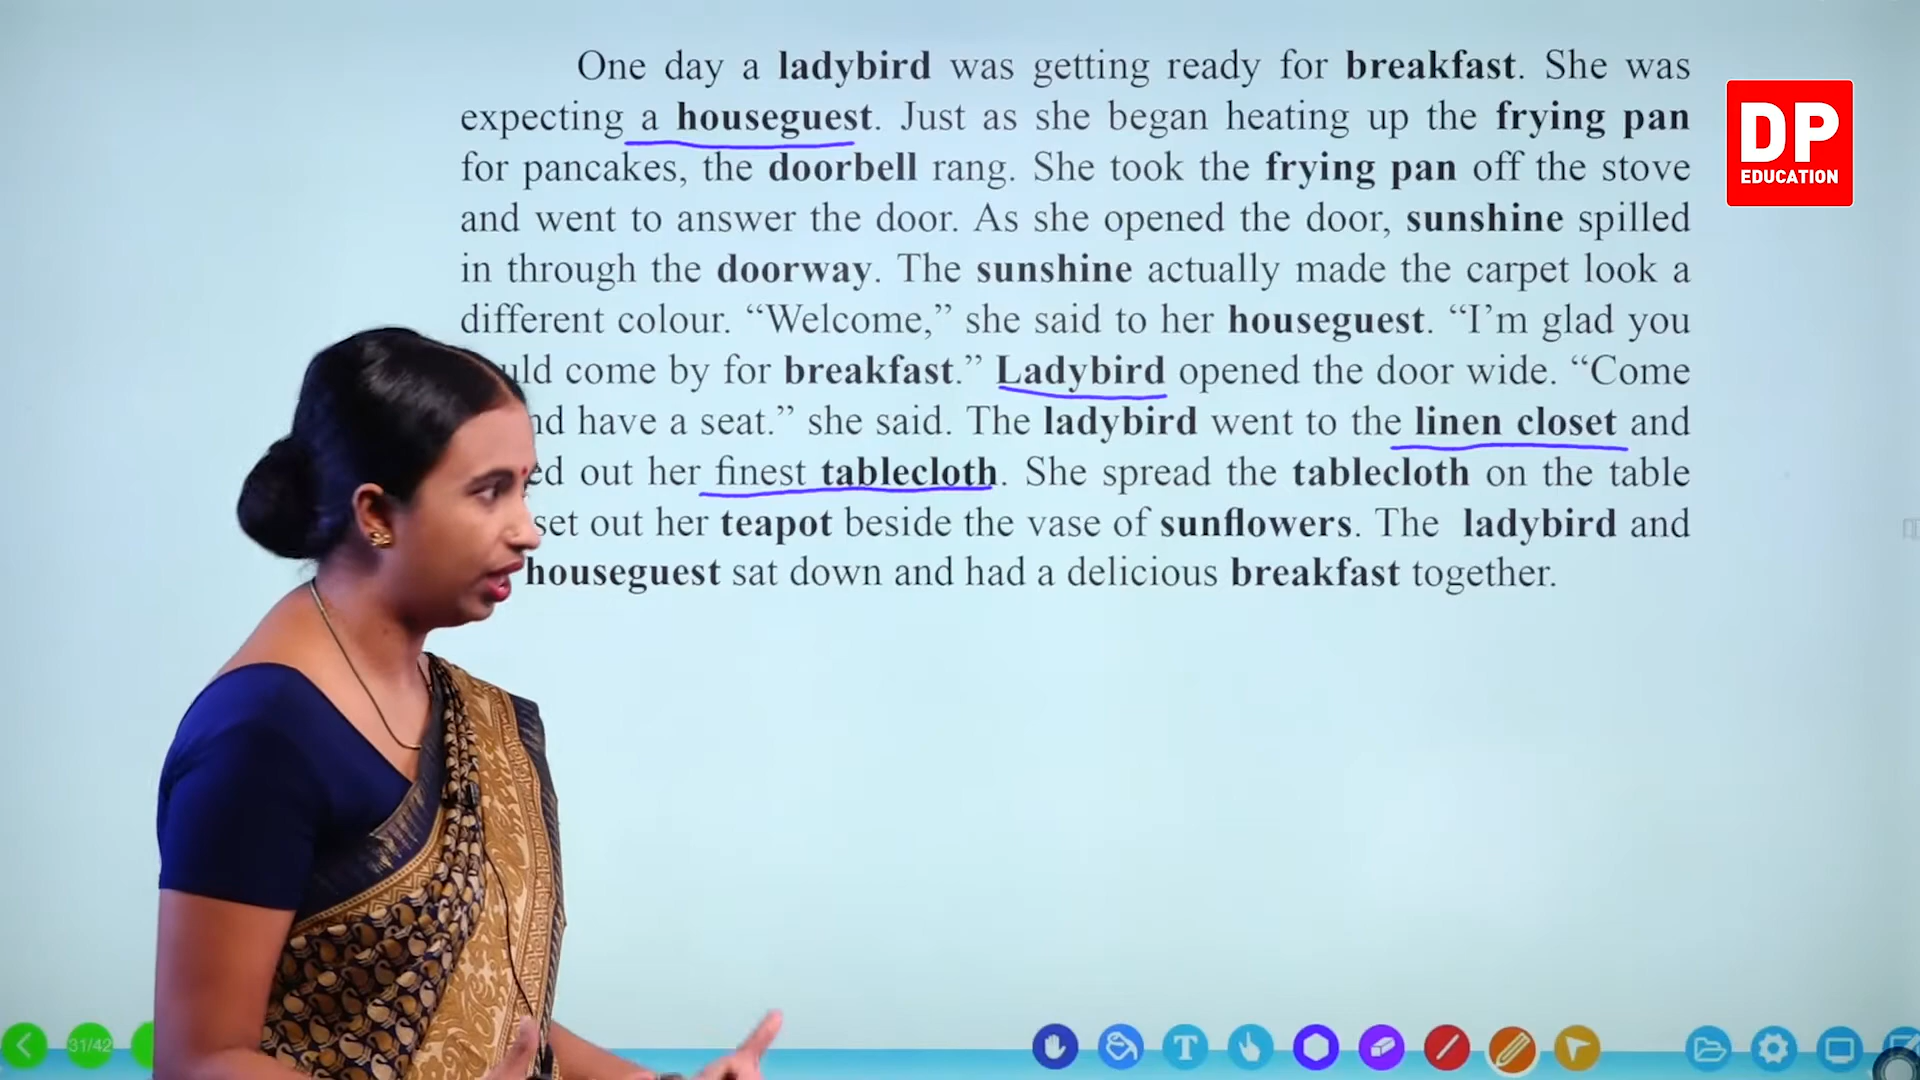 One day a ladybird was getting ready for breakfast. She was
expecting a houseguest. Just as she began heating up the frying pan
for pancakes, the doorbell rang. She took the frying pan off the stove
and went to answer the door. As she opened the door, sunshine spilled
in through the doorway. The sunshine actually made the carpet look a
different colour. “Welcome,” she said to her houseguest. “I’m glad you
come by for breakfast.” Ladybird opened the door wide. “Come
have a seat.” she said. The ladybird went to the linen closet and
out her finest tablecloth. She spread the tablecloth on the table
set out her teapot beside the vase of sunflowers. The ladybird and
houseguest sat down and had a delicious breakfast together.
DP
EDUCATION
31/42
T